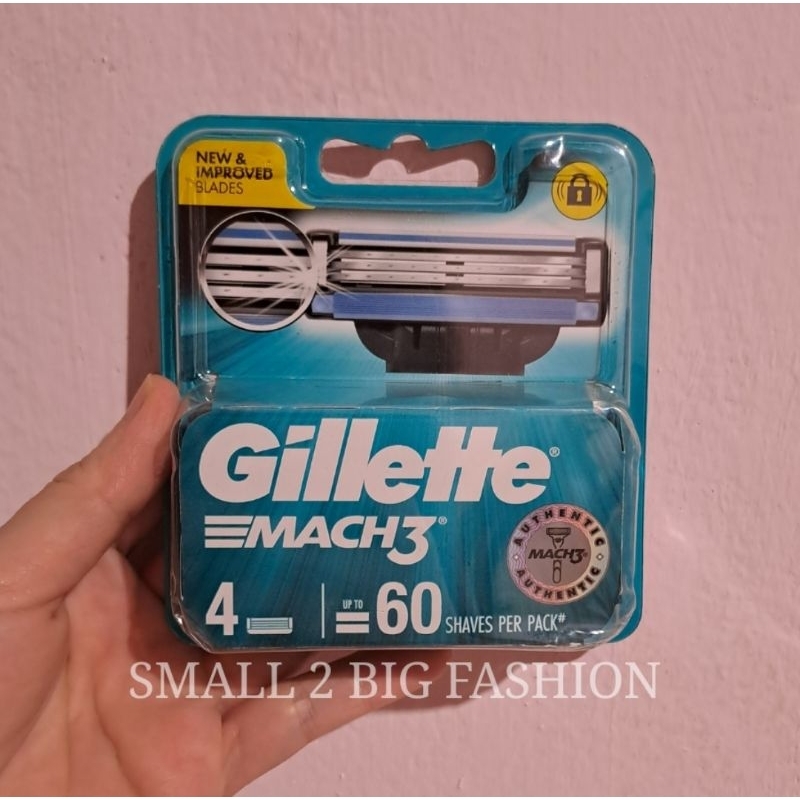 NEW &
IMPROVED
BLADES
Gillette®
MACH3®
AUTHENTIC
MACH3®
AUTHENTIC
4
UP TO
60 SHAVES PER PACK#
SMALL 2 BIG FASHION